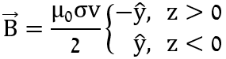 B⃗ = μ₀σv/2 { −ŷ, z > 0
ŷ, z < 0